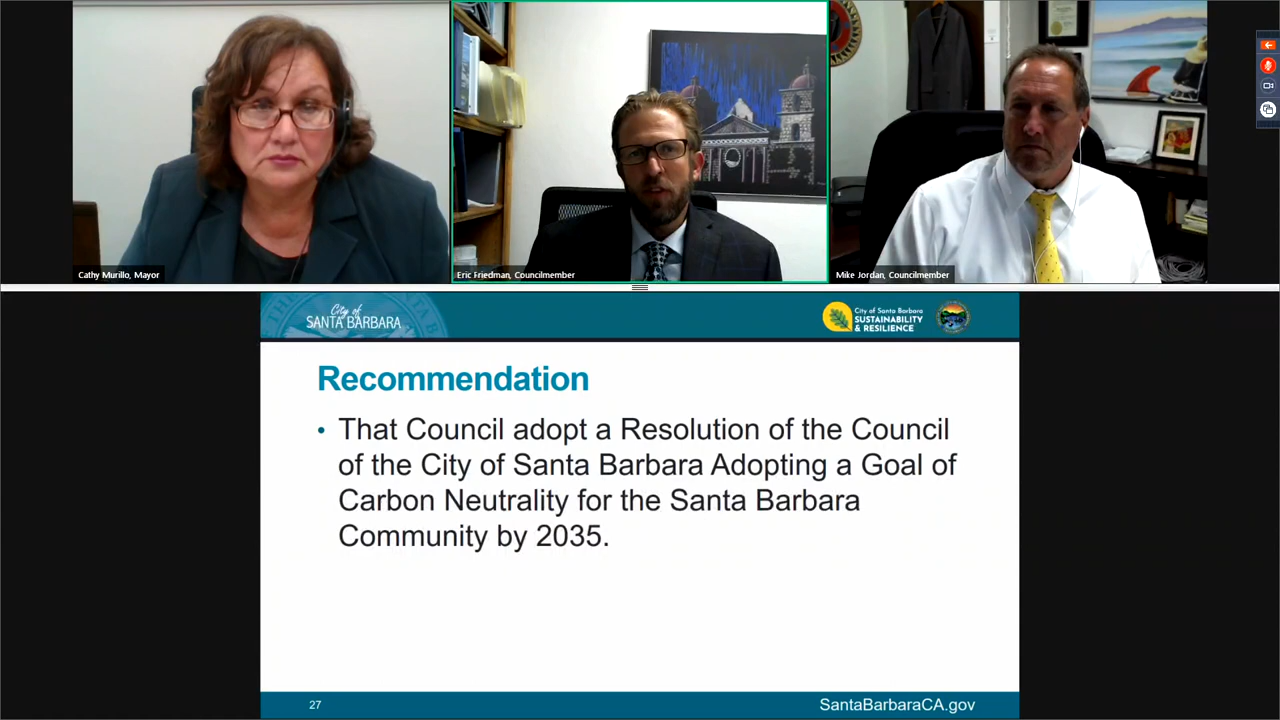 Cathy Murillo, Mayor
Eric Friedman, Councilmember
Mike Jordan, Councilmember
City of
SANTA BARBARA
City of Santa Barbara
SUSTAINABILITY
& RESILIENCE
Recommendation
• That Council adopt a Resolution of the Council
of the City of Santa Barbara Adopting a Goal of
Carbon Neutrality for the Santa Barbara
Community by 2035.
27
SantaBarbaraCA.gov